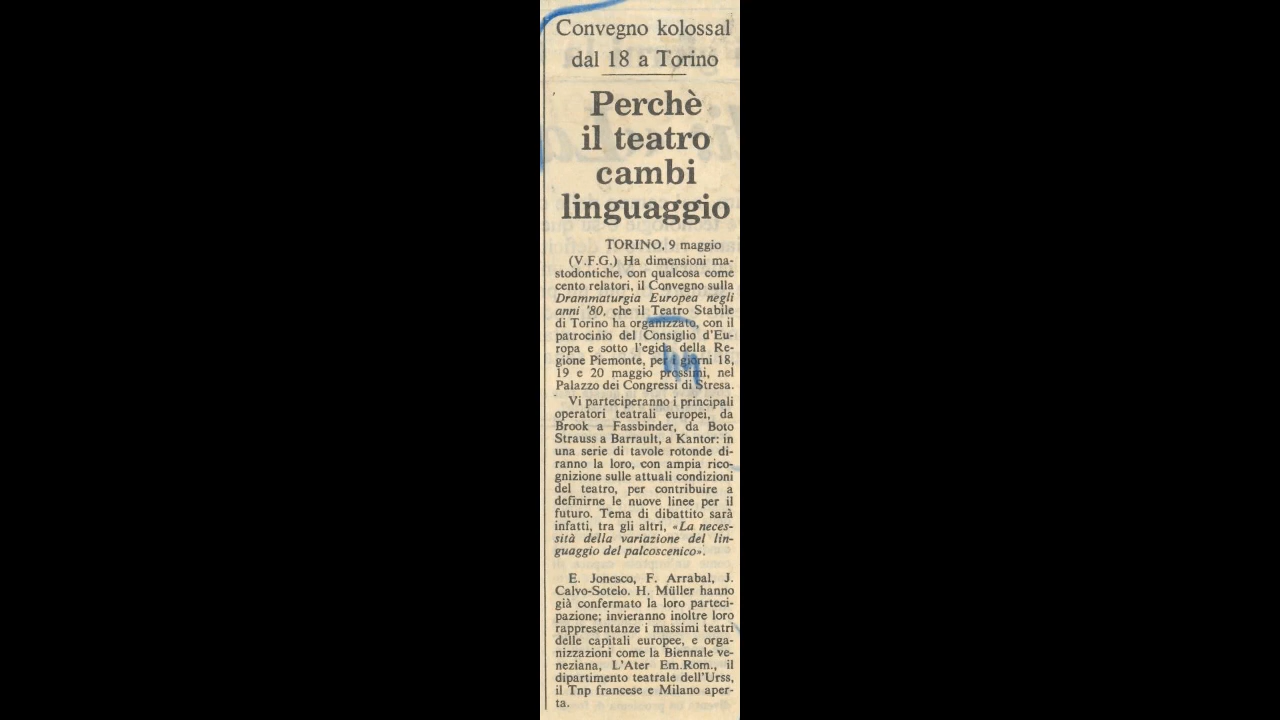 Convegno kolossal
dal 18 a Torino
Perchè
il teatro
cambi
linguaggio
TORINO, 9 maggio
(V.F.G.) Ha dimensioni ma-
stodontiche, con qualcosa come
cento relatori, il Convegno sulla
Drammaturgia Europea negli
anni '80, che il Teatro Stabile
di Torino ha organizzato, con il
patrocinio del Consiglio d'Eu-
ropa e sotto l'egida della Re-
gione Piemonte, per i giorni 18,
19 e 20 maggio prossimi, nel
Palazzo dei Congressi di Stresa.
Vi parteciperanno i principali
operatori teatrali europei, da
Brook a Fassbinder, da Boto
Strauss a Barrault, a Kantor: in
una serie di tavole rotonde di-
ranno la loro, con ampia rico-
gnizione sulle attuali condizioni
del teatro, per contribuire a
definirne le nuove linee per il
futuro. Tema di dibattito sarà
infatti, tra gli altri, «La neces-
sità della variazione del lin-
guaggio del palcoscenico».
E. Jonesco, F. Arrabal, J.
Calvo-Sotelo. H. Müller hanno
già confermato la loro parteci-
pazione; invieranno inoltre loro
rappresentanze i massimi teatri
delle capitali europee, e orga-
nizzazioni come la Biennale ve-
neziana, L'Ater Em.Rom., il
dipartimento teatrale dell'Urss,
il Tnp francese e Milano aper-
ta.